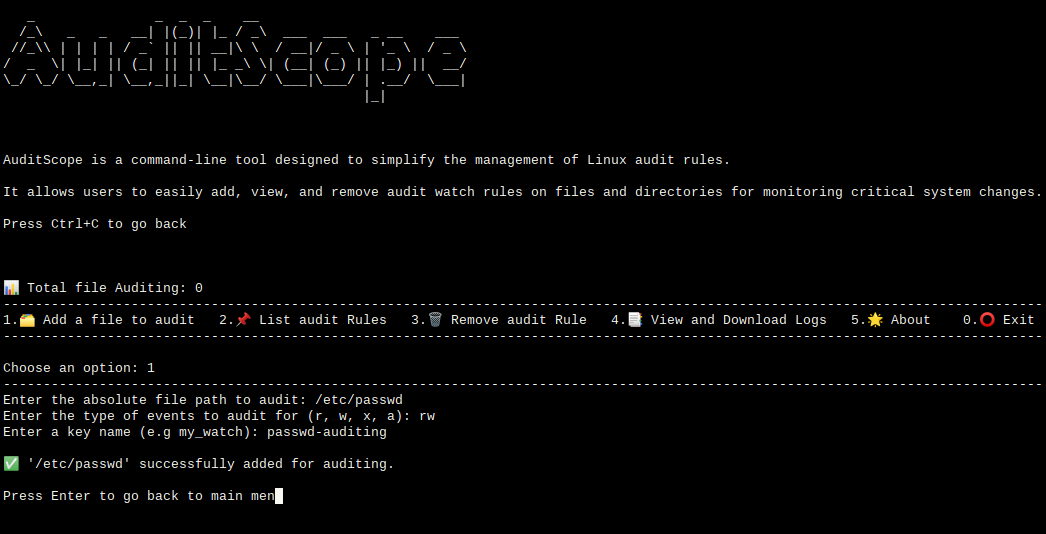 AuditScope
AuditScope is a command-line tool designed to simplify the management of Linux audit rules.
It allows users to easily add, view, and remove audit watch rules on files and directories for monitoring critical system changes.
Press Ctrl+C to go back
📊 Total file Auditing: 0
-----------------------------------------------------------------------------------------------------------------------------------
1.🗂️ Add a file to audit   2.📌 List audit Rules   3.🗑️ Remove audit Rule   4.📑 View and Download Logs   5.🌟 About    0.⭕ Exit
-----------------------------------------------------------------------------------------------------------------------------------
Choose an option: 1
-----------------------------------------------------------------------------------------------------------------------------------
Enter the absolute file path to audit: /etc/passwd
Enter the type of events to audit for (r, w, x, a): rw
Enter a key name (e.g my_watch): passwd-auditing
✅ '/etc/passwd' successfully added for auditing.
Press Enter to go back to main men